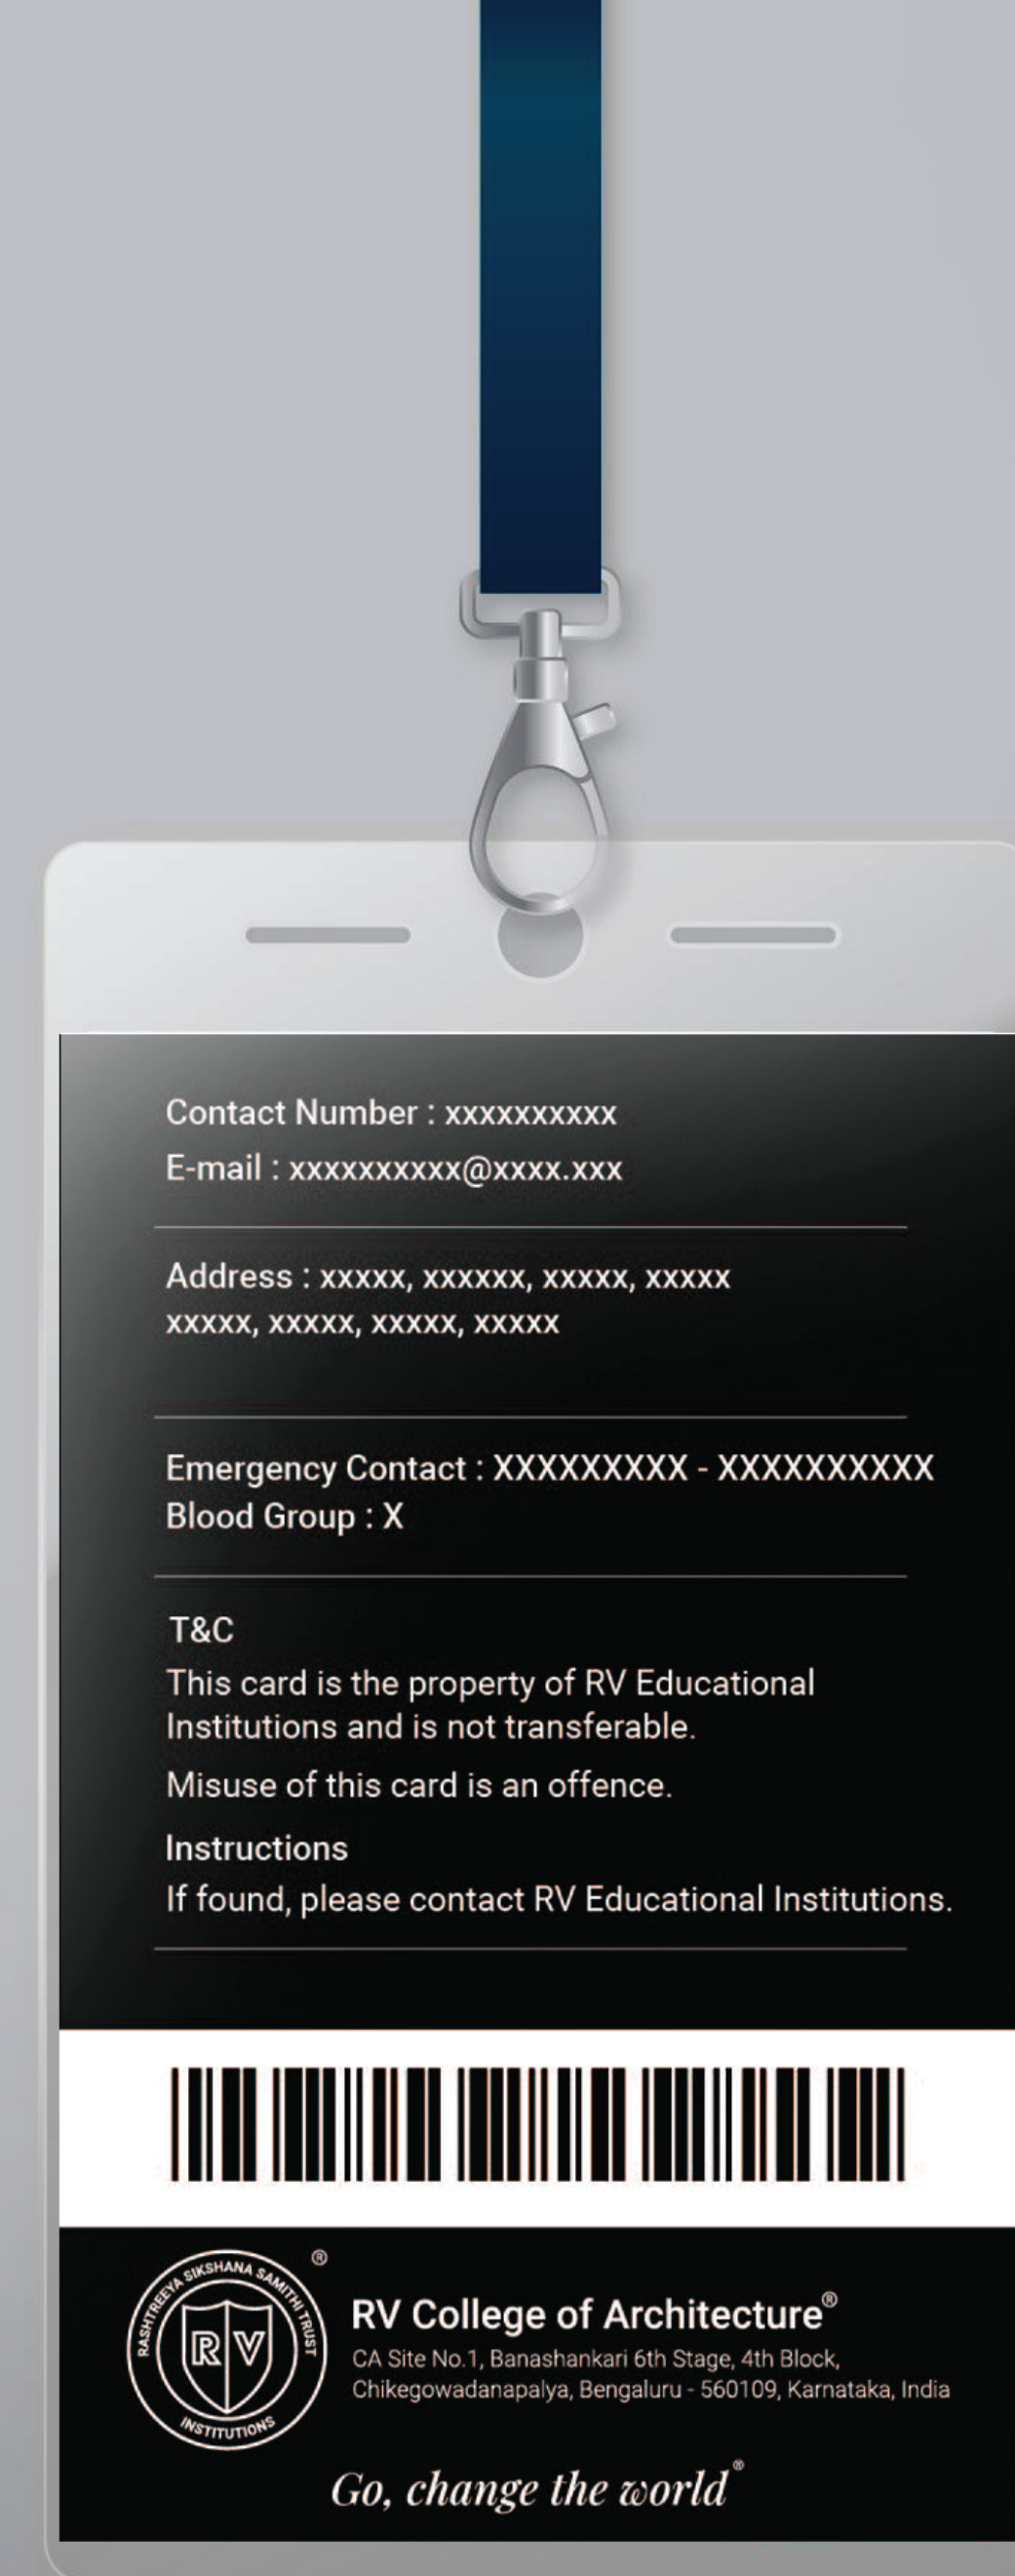 Contact Number : xxxxxxxxxx
E-mail : xxxxxxxxxx@xxxx.xxx
Address : xxxxx, xxxxxx, xxxxx, xxxxx
xxxxx, xxxxx, xxxxx, xxxxx
Emergency Contact : XXXXXXXXX - XXXXXXXXXX
Blood Group : X
T&C
This card is the property of RV Educational
Institutions and is not transferable.
Misuse of this card is an offence.
Instructions
If found, please contact RV Educational Institutions.
RASHTREEYA SIKSHANA SAMITHI TRUST
®
RV
INSTITUTIONS
RV College of Architecture®
CA Site No.1, Banashankari 6th Stage, 4th Block,
Chikegowadanapalya, Bengaluru - 560109, Karnataka, India
Go, change the world®